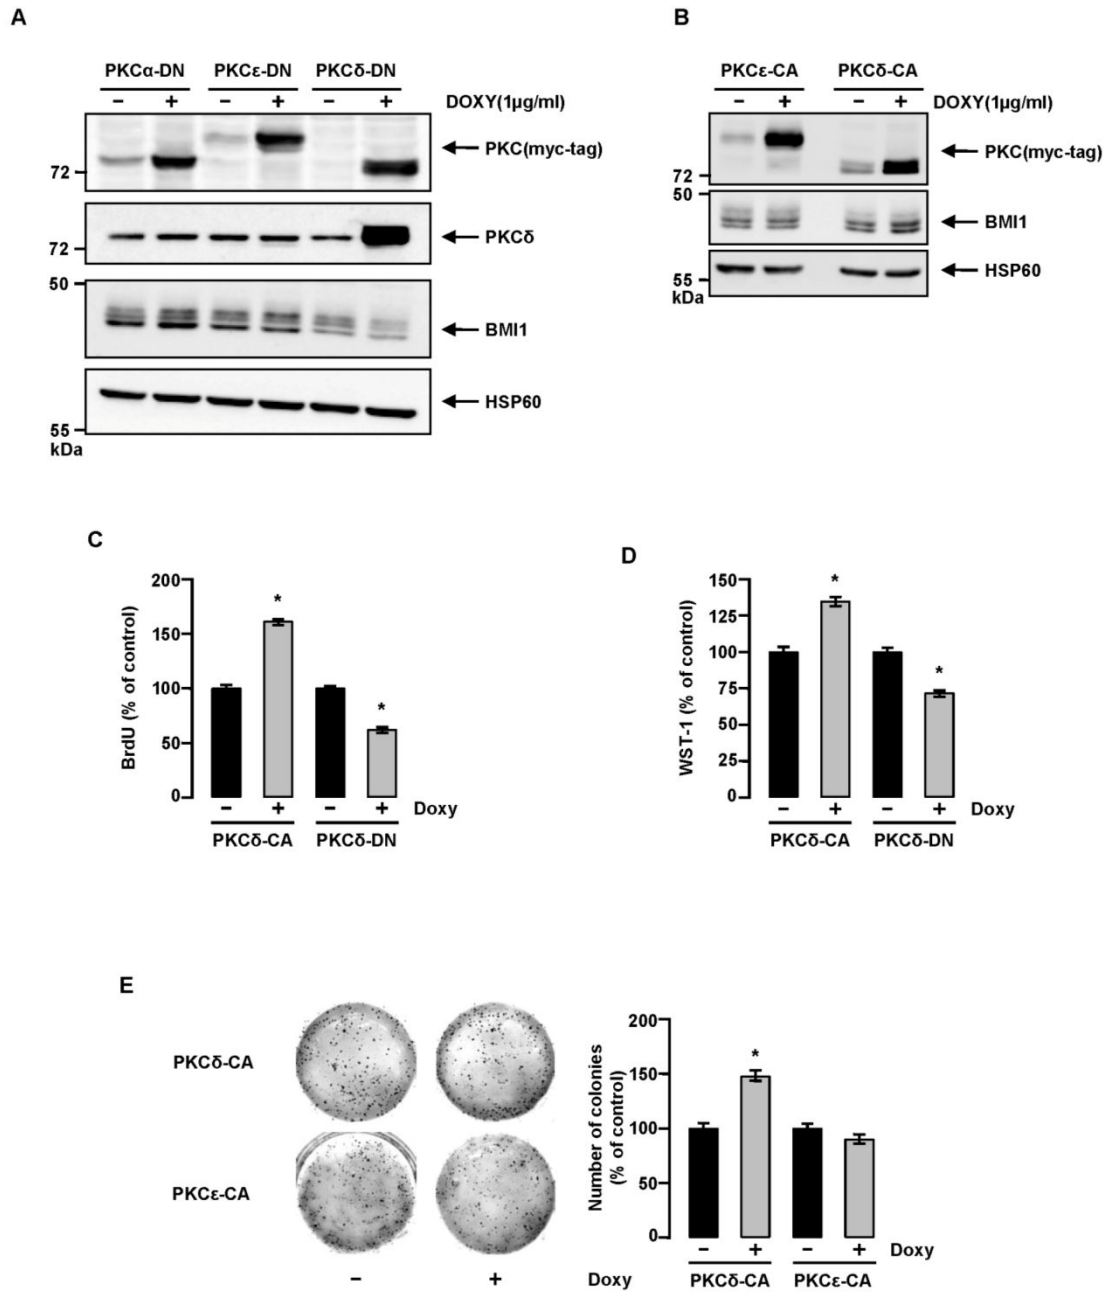 A
PKCα-DN PKCε-DN PKCδ-DN
− + − + − + DOXY(1µg/ml)
PKC(myc-tag)
72
PKCδ
72
50
BMI1
HSP60
55
kDa
B
PKCε-CA PKCδ-CA
− + − + DOXY(1µg/ml)
PKC(myc-tag)
72
50
BMI1
HSP60
55
kDa
C
BrdU (% of control)
200
150
100
50
0
*
*
− + − + Doxy
PKCδ-CA PKCδ-DN
D
WST-1 (% of control)
150
125
100
75
50
25
0
*
*
− + − + Doxy
PKCδ-CA PKCδ-DN
E
PKCδ-CA
PKCε-CA
− + Doxy
Number of colonies
(% of control)
200
150
100
50
0
*
− + − + Doxy
PKCδ-CA PKCε-CA